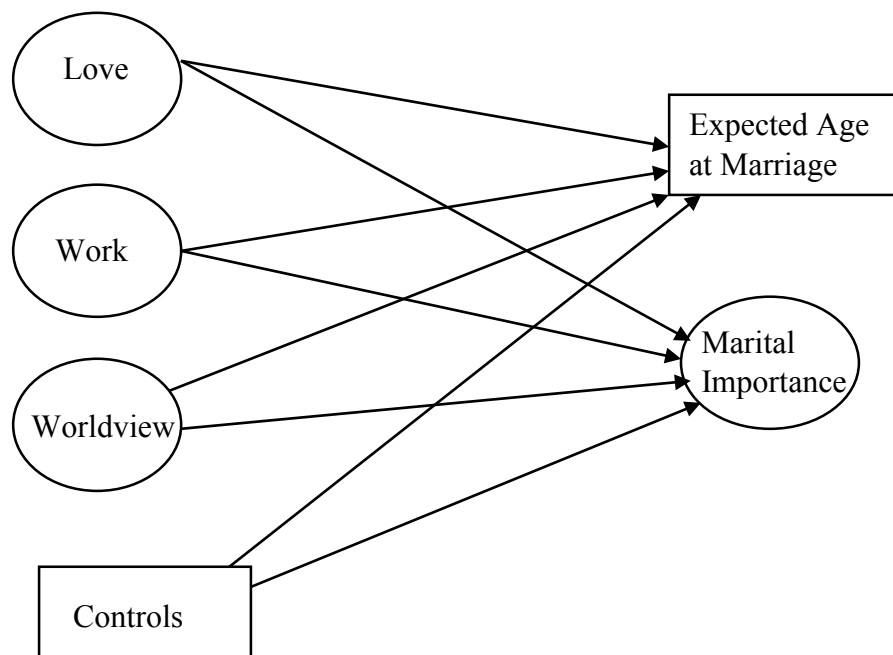 Love
Expected Age
at Marriage
Work
Marital
Importance
Worldview
Controls